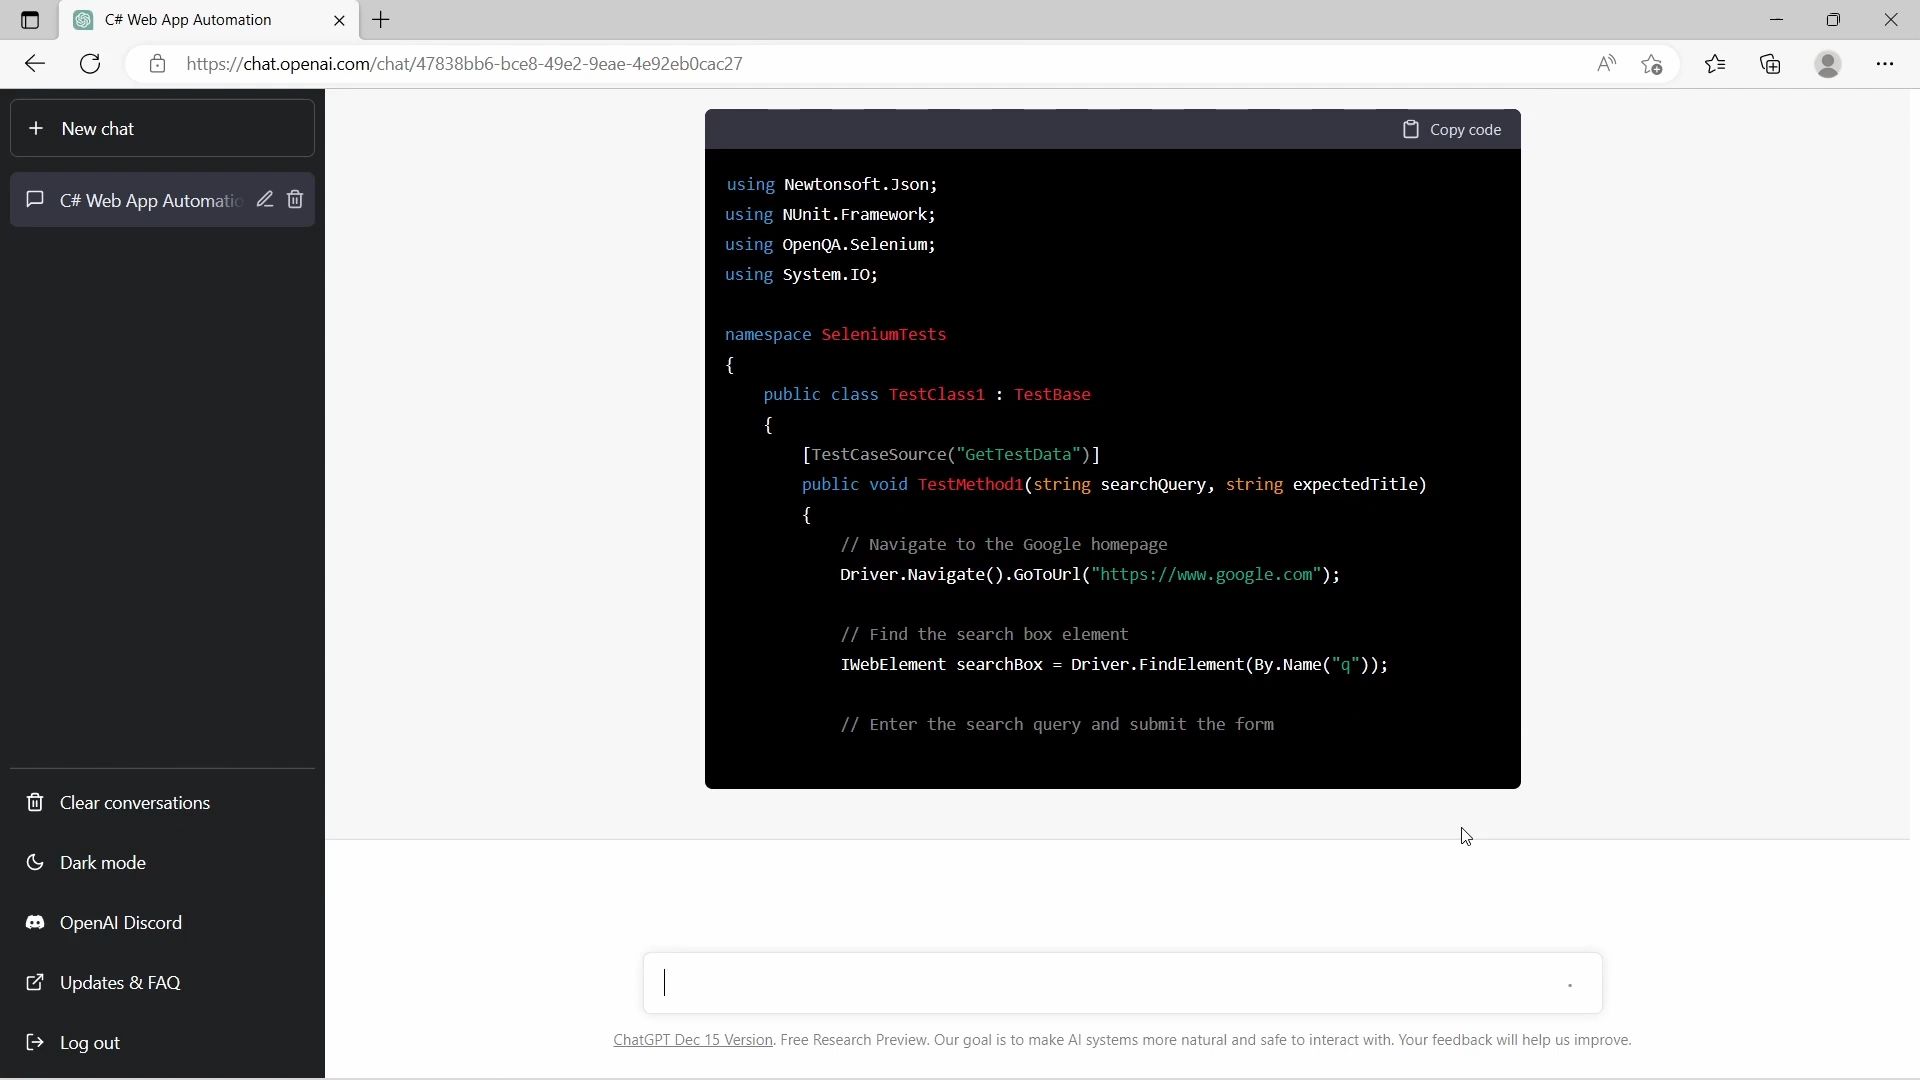 C# Web App Automation
https://chat.openai.com/chat/47838bb6-bce8-49e2-9eae-4e92eb0cac27
New chat
C# Web App Automatio
Clear conversations
Dark mode
OpenAI Discord
Updates & FAQ
Log out
Copy code
using Newtonsoft.Json;
using NUnit.Framework;
using OpenQA.Selenium;
using System.IO;
namespace SeleniumTests
{
public class TestClass1 : TestBase
{
[TestCaseSource("GetTestData")]
public void TestMethod1(string searchQuery, string expectedTitle)
{
// Navigate to the Google homepage
Driver.Navigate().GoToUrl("https://www.google.com");
// Find the search box element
IWebElement searchBox = Driver.FindElement(By.Name("q"));
// Enter the search query and submit the form
ChatGPT Dec 15 Version. Free Research Preview. Our goal is to make AI systems more natural and safe to interact with. Your feedback will help us improve.